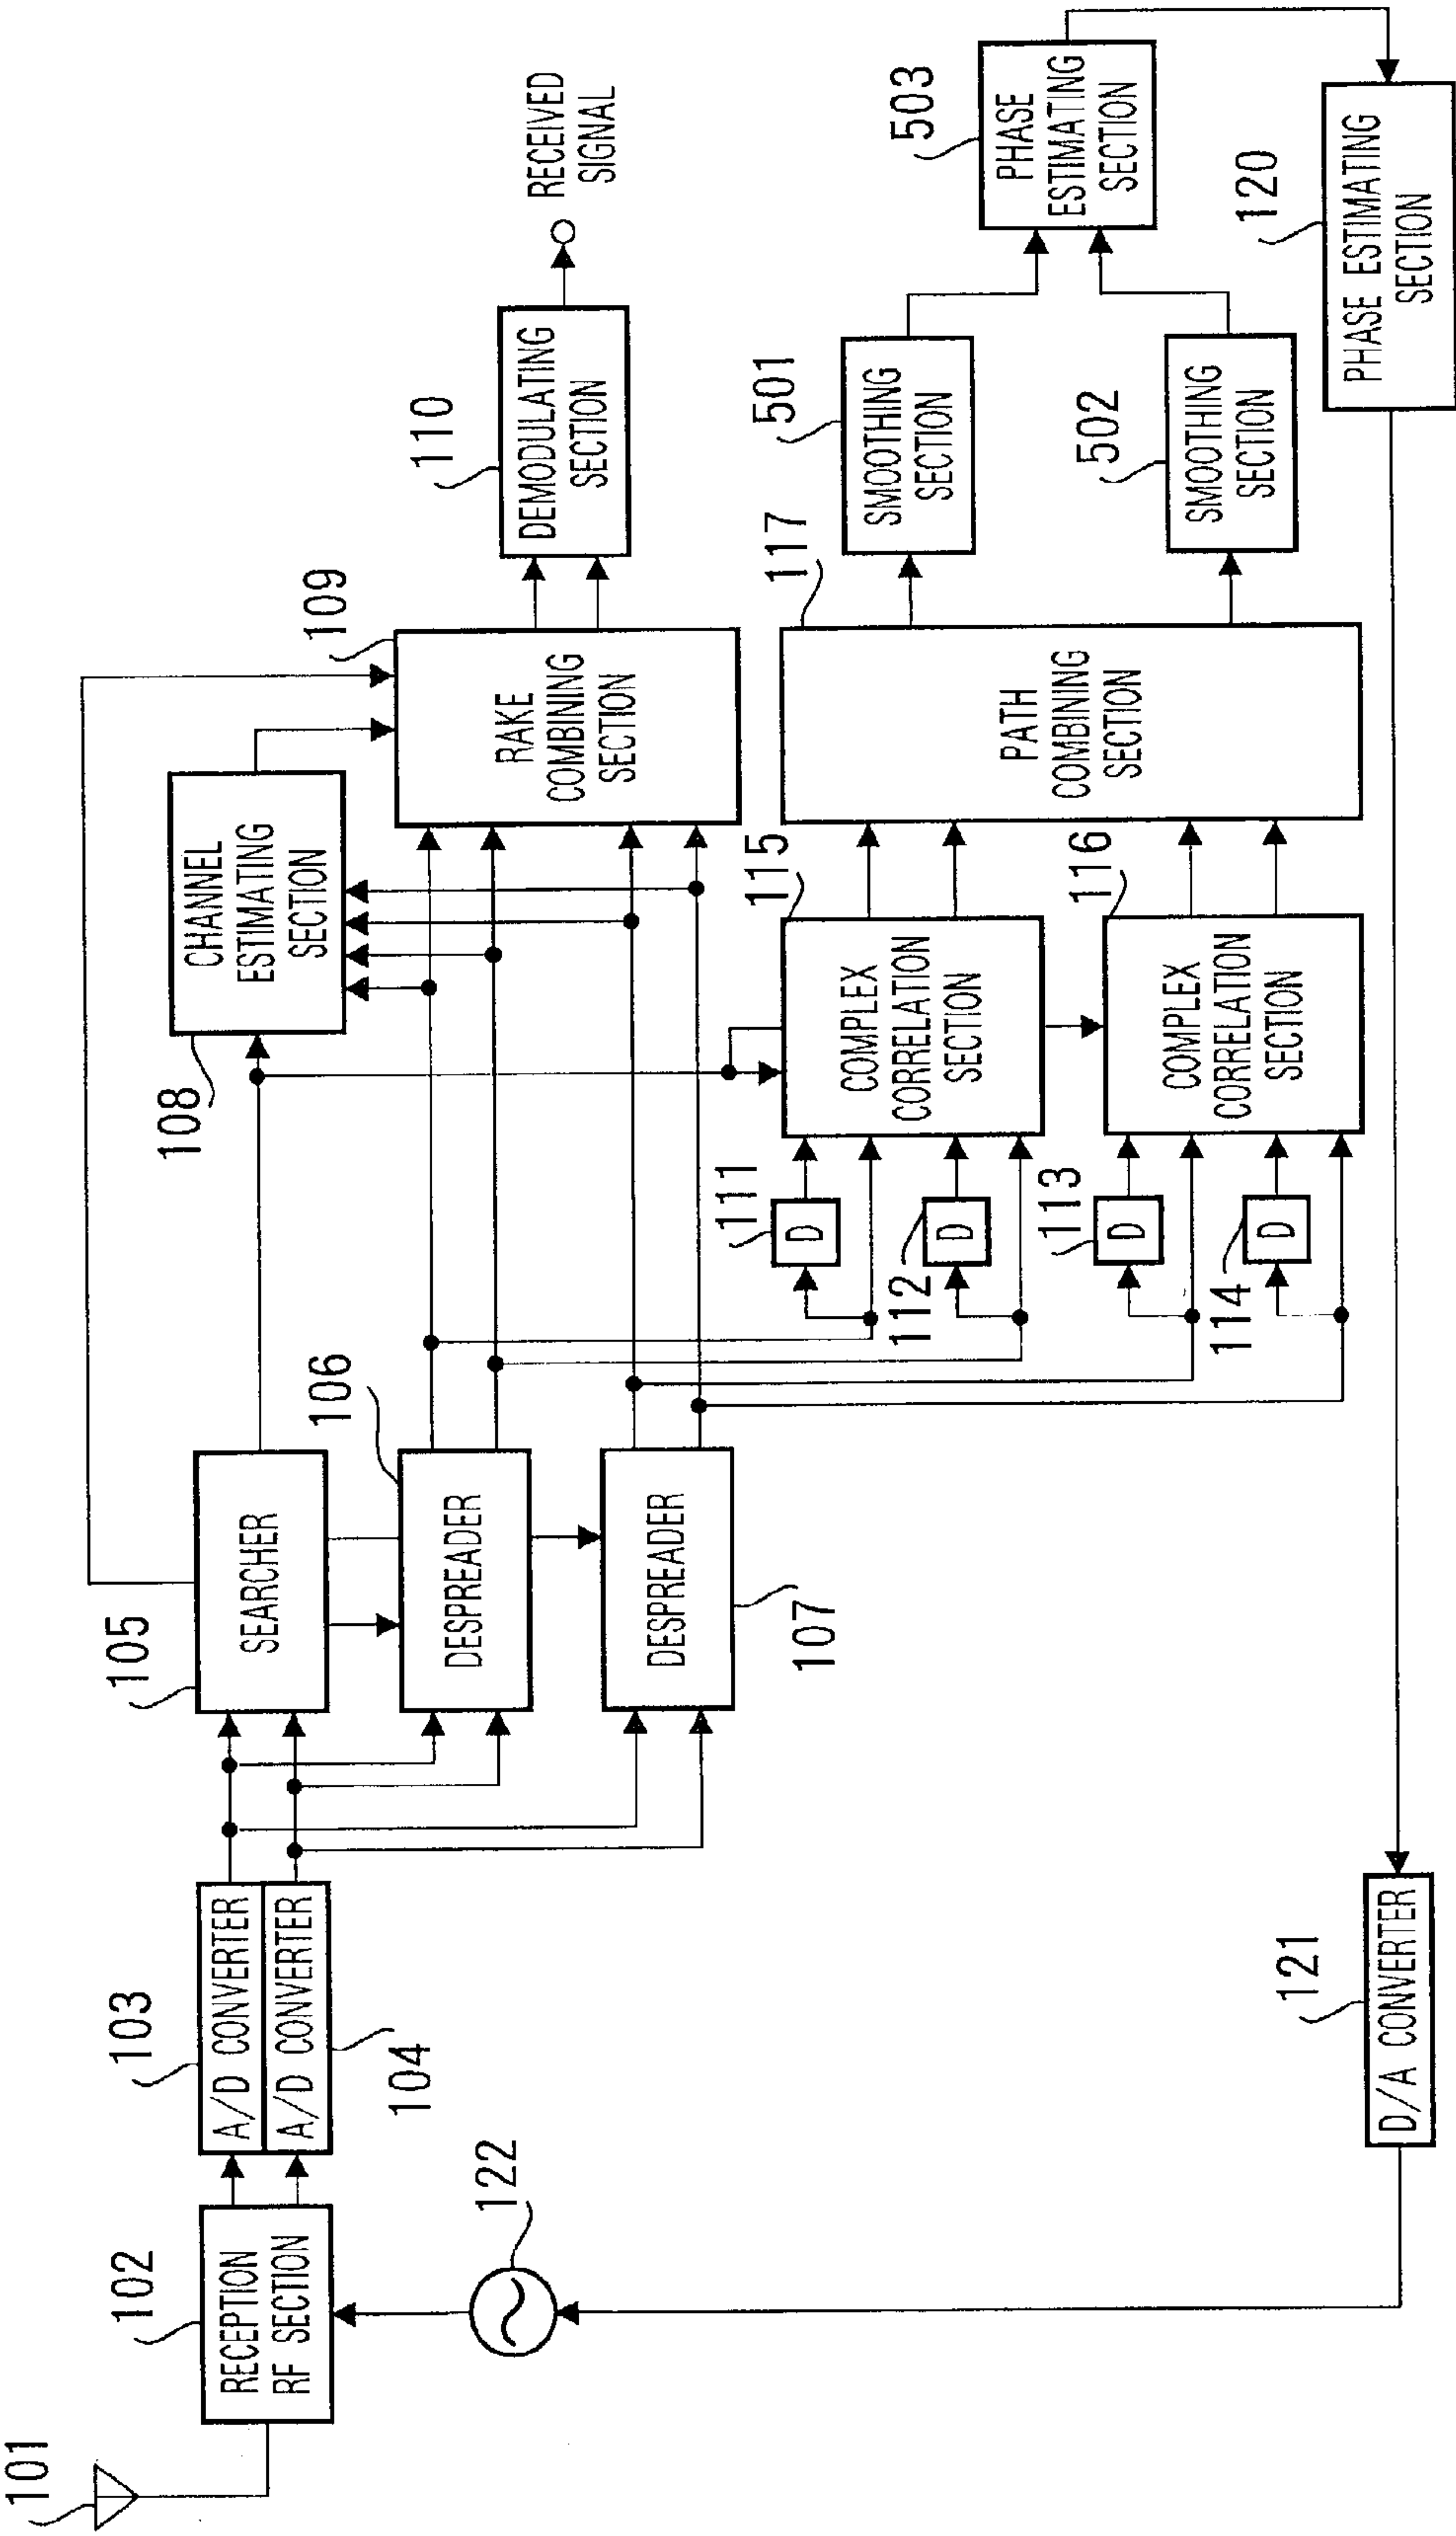 101
102
RECEPTION
RF SECTION
103
A/D CONVERTER
A/D CONVERTER
104
105
SEARCHER
106
DESPREADER
DESPREADER
107
108
CHANNEL
ESTIMATING
SECTION
109
RAKE
COMBINING
SECTION
110
DEMODULATING
SECTION
RECEIVED
SIGNAL
111
D
112
D
113
D
114
D
115
COMPLEX
CORRELATION
SECTION
116
COMPLEX
CORRELATION
SECTION
117
PATH
COMBINING
SECTION
501
SMOOTHING
SECTION
502
SMOOTHING
SECTION
503
PHASE
ESTIMATING
SECTION
120
PHASE ESTIMATING
SECTION
121
D/A CONVERTER
122